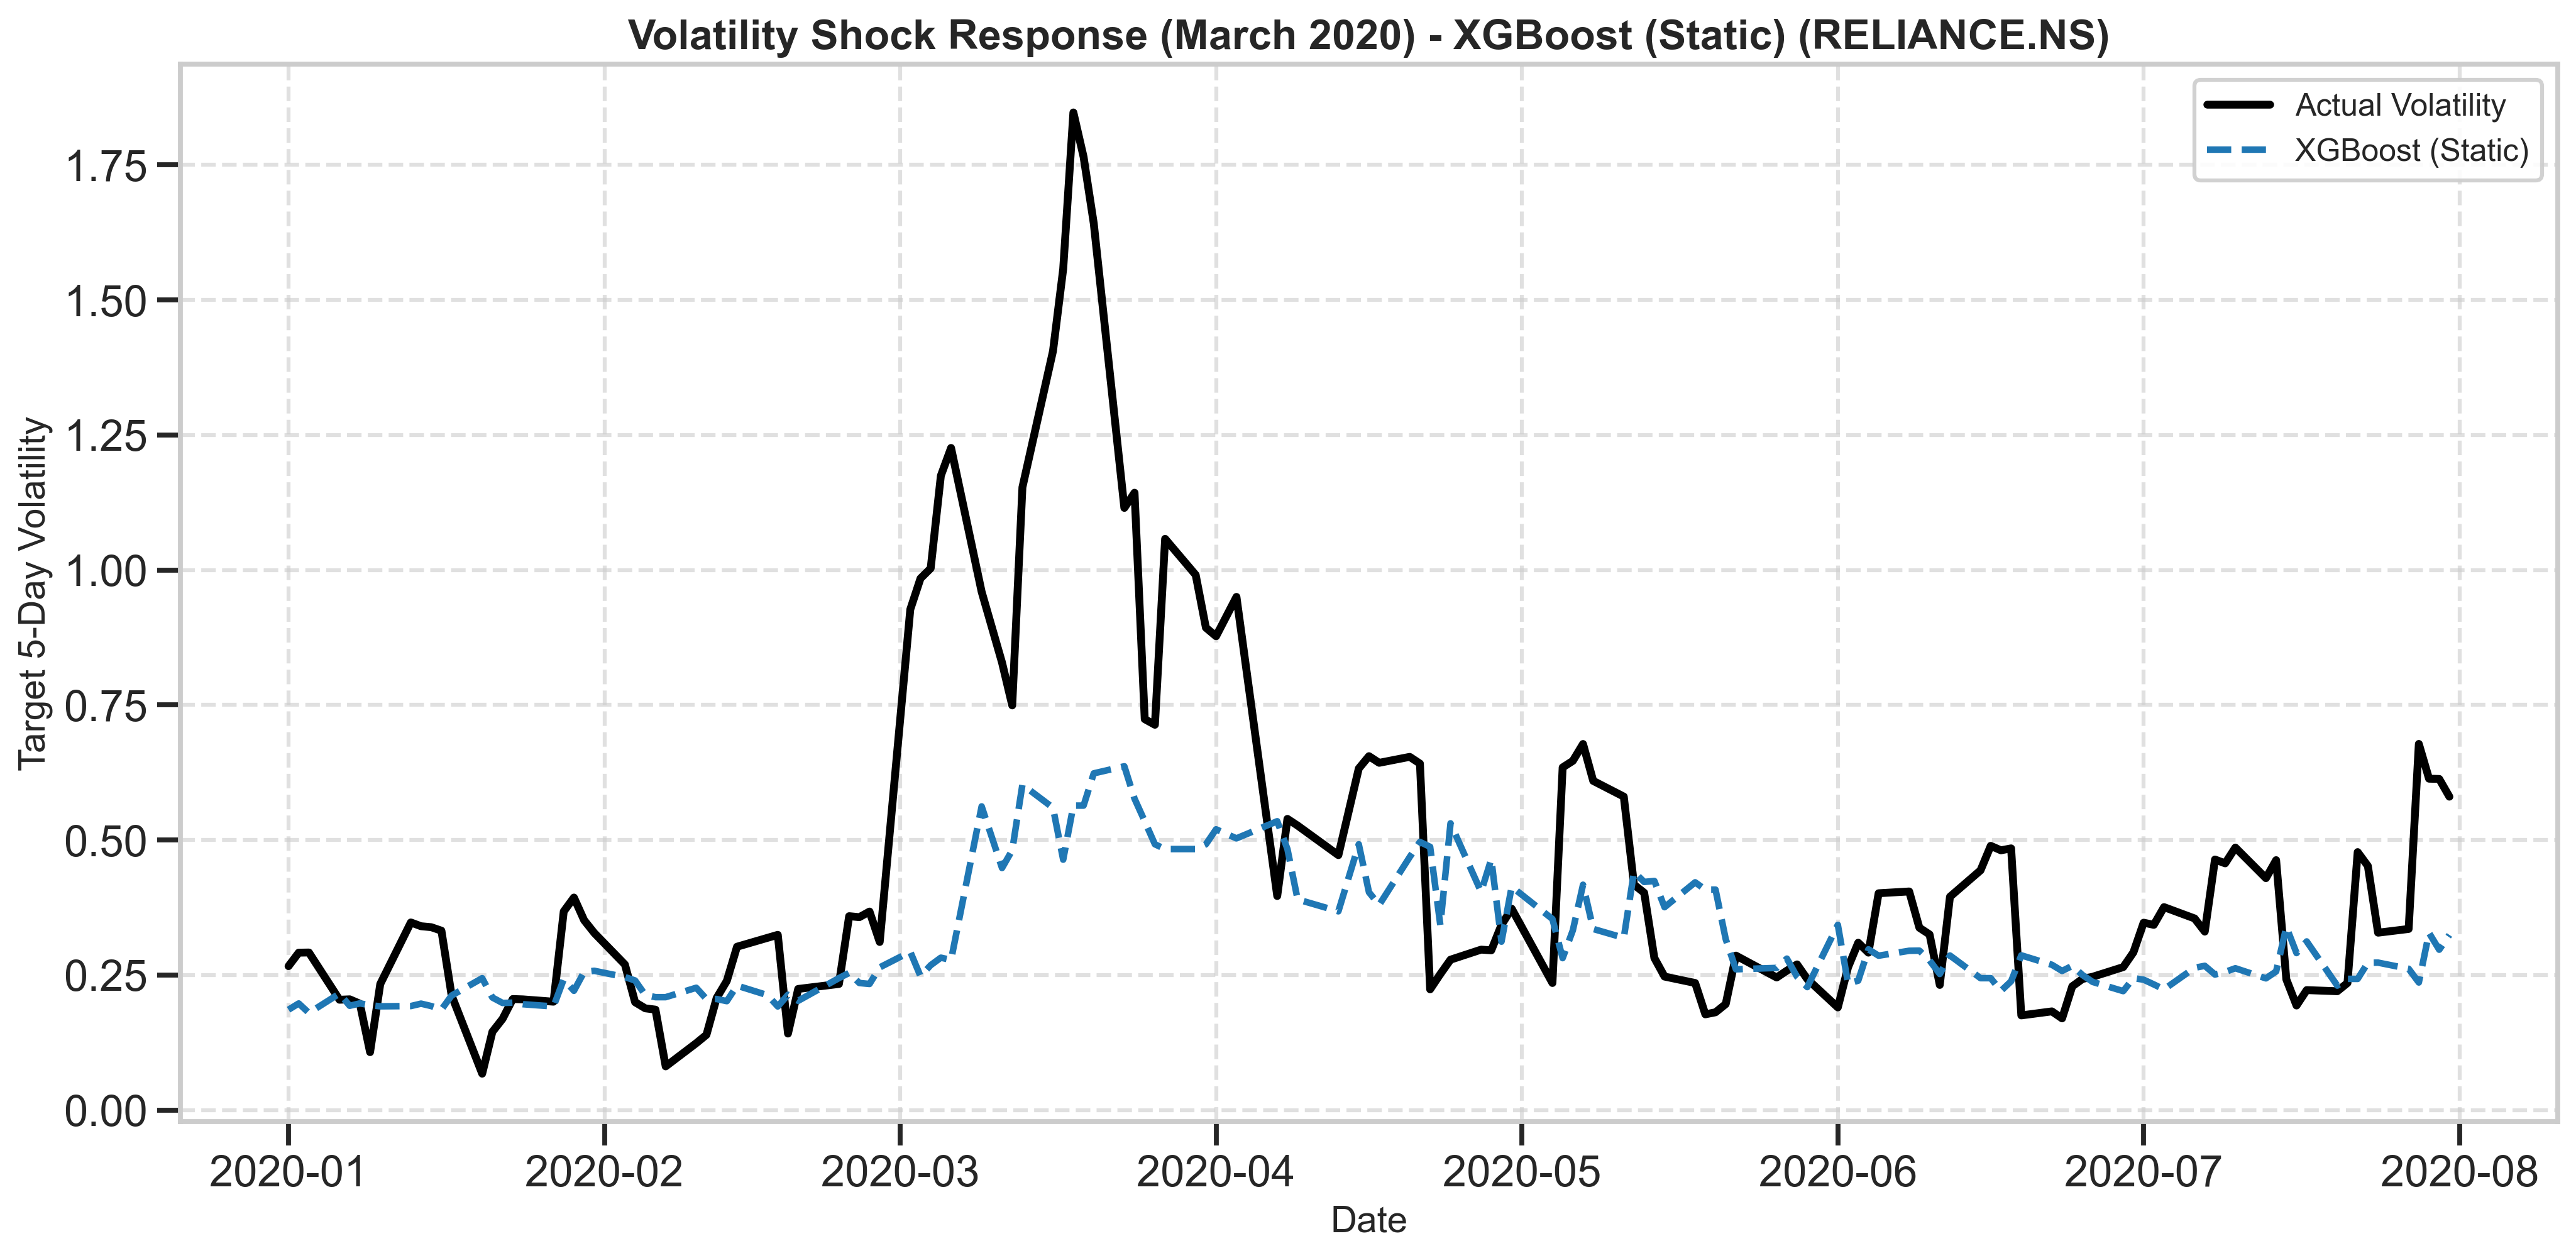 Volatility Shock Response (March 2020) - XGBoost (Static) (RELIANCE.NS)
Actual Volatility
XGBoost (Static)
Target 5-Day Volatility
1.75
1.50
1.25
1.00
0.75
0.50
0.25
0.00
2020-01 2020-02 2020-03 2020-04 2020-05 2020-06 2020-07 2020-08
Date